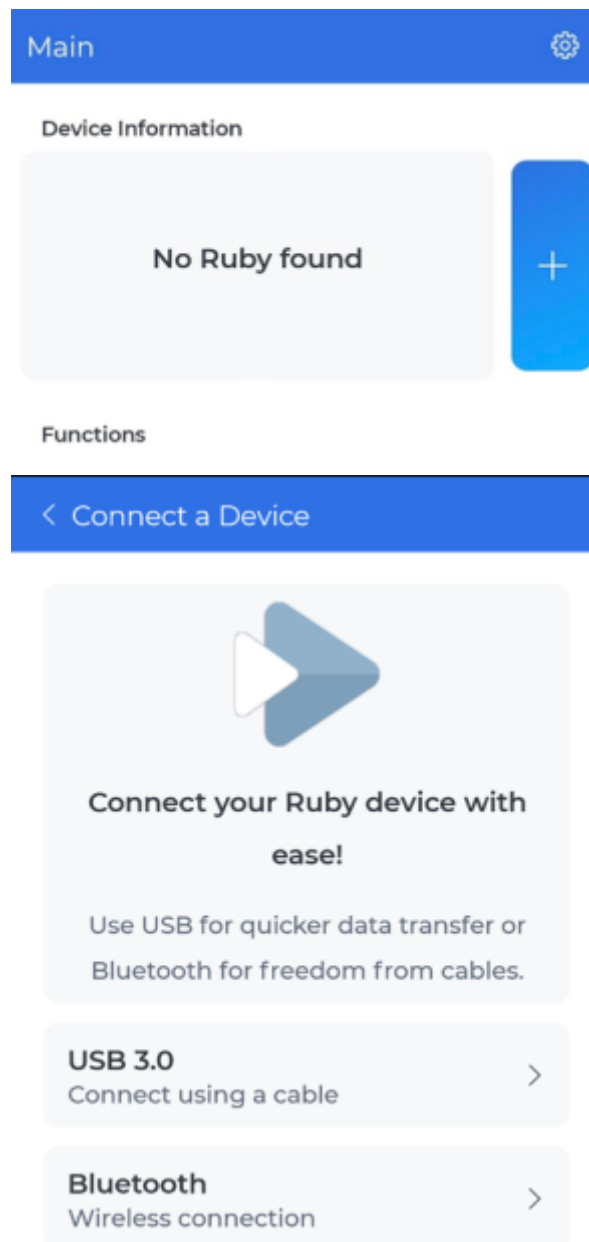 Main
Device Information
No Ruby found
Functions
Connect a Device
Connect your Ruby device with
ease!
Use USB for quicker data transfer or
Bluetooth for freedom from cables.
USB 3.0
Connect using a cable
Bluetooth
Wireless connection